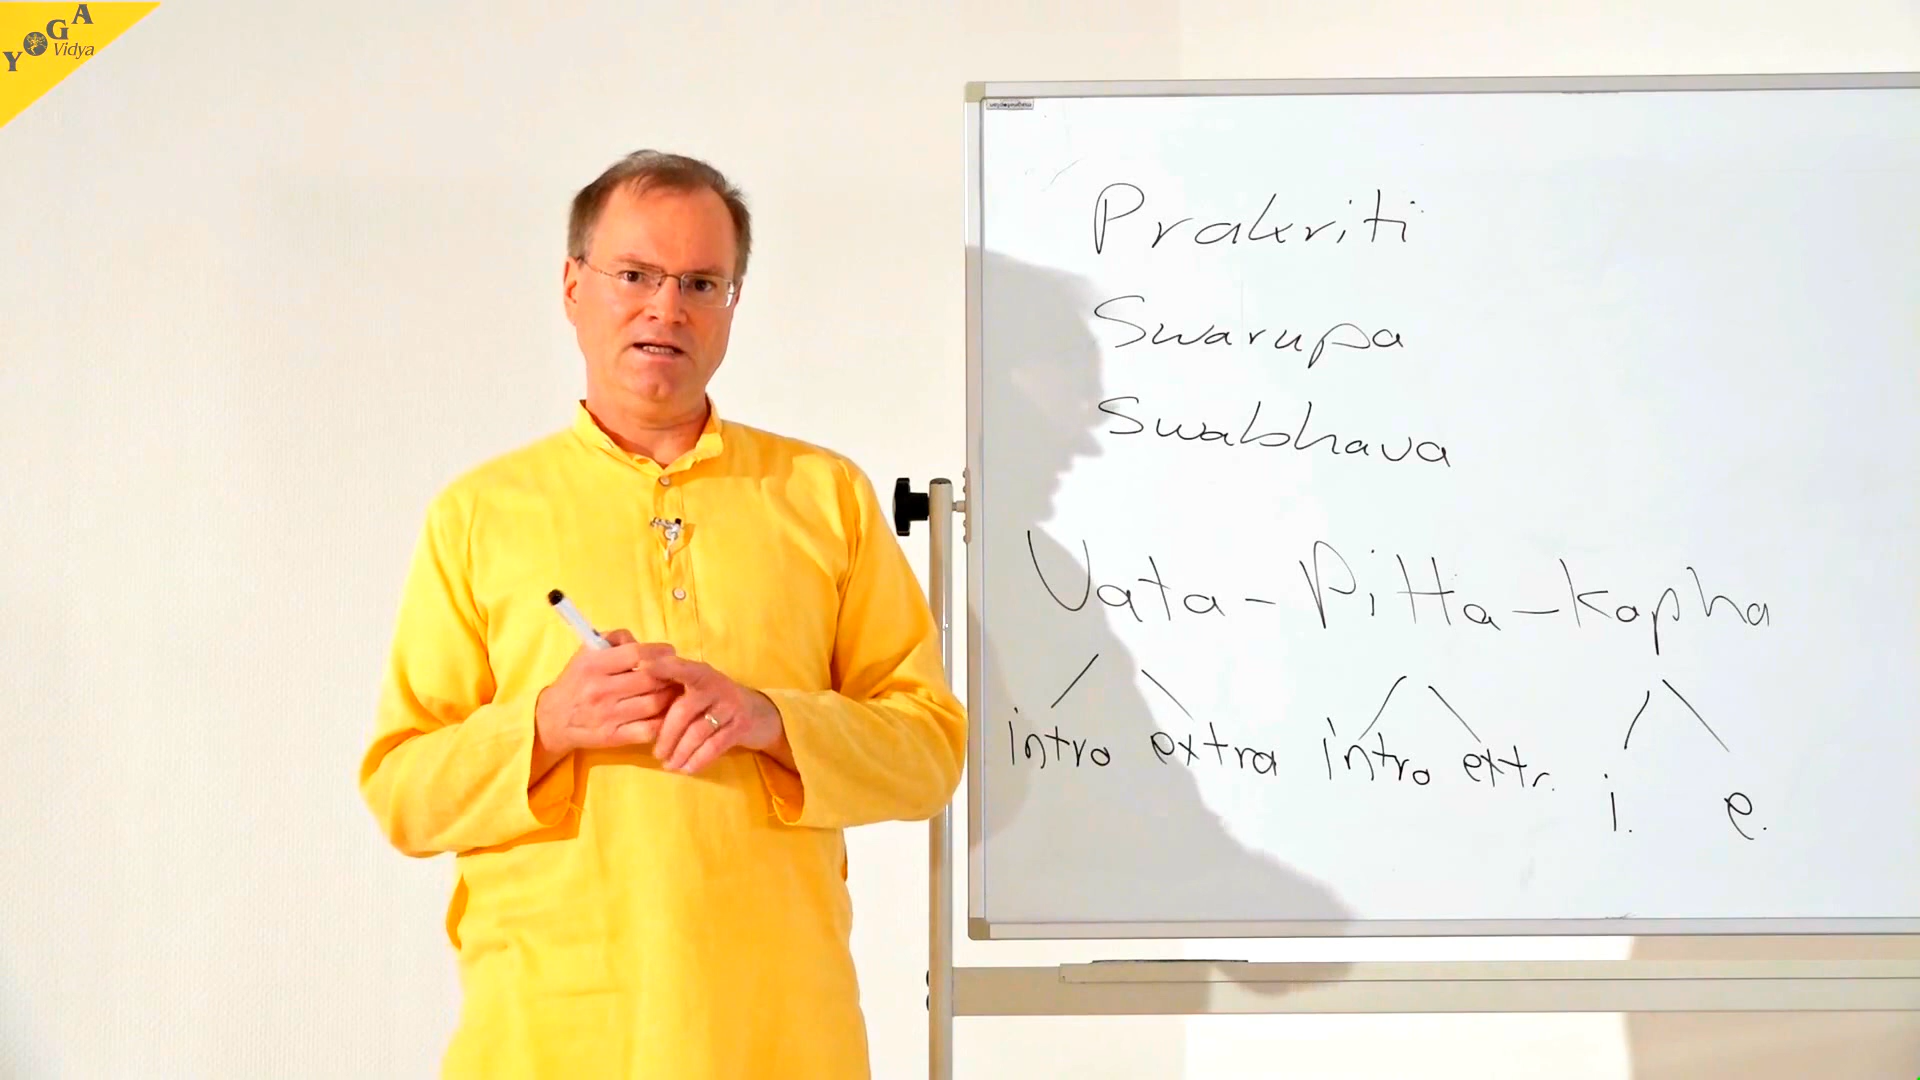 YOGA
Vidya
Prakriti
Swarupa
Swabhava
Vata - Pitta - Kapha
intro extra intro extr. i. e.